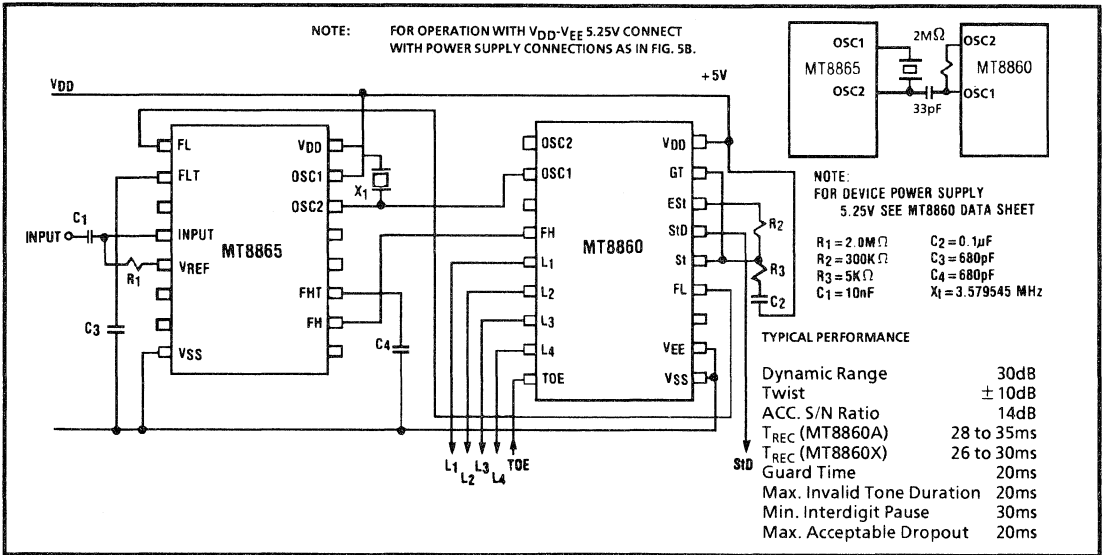 NOTE: FOR OPERATION WITH VDD-VEE 5.25V CONNECT
WITH POWER SUPPLY CONNECTIONS AS IN FIG. 5B.
VDD
+5V
FL
FLT
INPUT
VREF
VSS
MT8865
VDD
OSC1
OSC2
FHT
FH
C1
INPUT
R1
C3
X1
C4
OSC2
OSC1
FH
L1
L2
L3
L4
TOE
MT8860
VDD
GT
ESt
StD
St
FL
VEE
VSS
R2
R3
C2
L1
L2
L3
L4
TOE
StD
OSC1
MT8865
OSC2
2MΩ
33pF
OSC2
MT8860
OSC1
NOTE:
FOR DEVICE POWER SUPPLY
5.25V SEE MT8860 DATA SHEET
R1 = 2.0MΩ C2 = 0.1µF
R2 = 300KΩ C3 = 680pF
R3 = 5KΩ C4 = 680pF
C1 = 10nF Xt = 3.579545 MHz
TYPICAL PERFORMANCE
Dynamic Range 30dB
Twist ± 10dB
ACC. S/N Ratio 14dB
TREC (MT8860A) 28 to 35ms
TREC (MT8860X) 26 to 30ms
Guard Time 20ms
Max. Invalid Tone Duration 20ms
Min. Interdigit Pause 30ms
Max. Acceptable Dropout 20ms